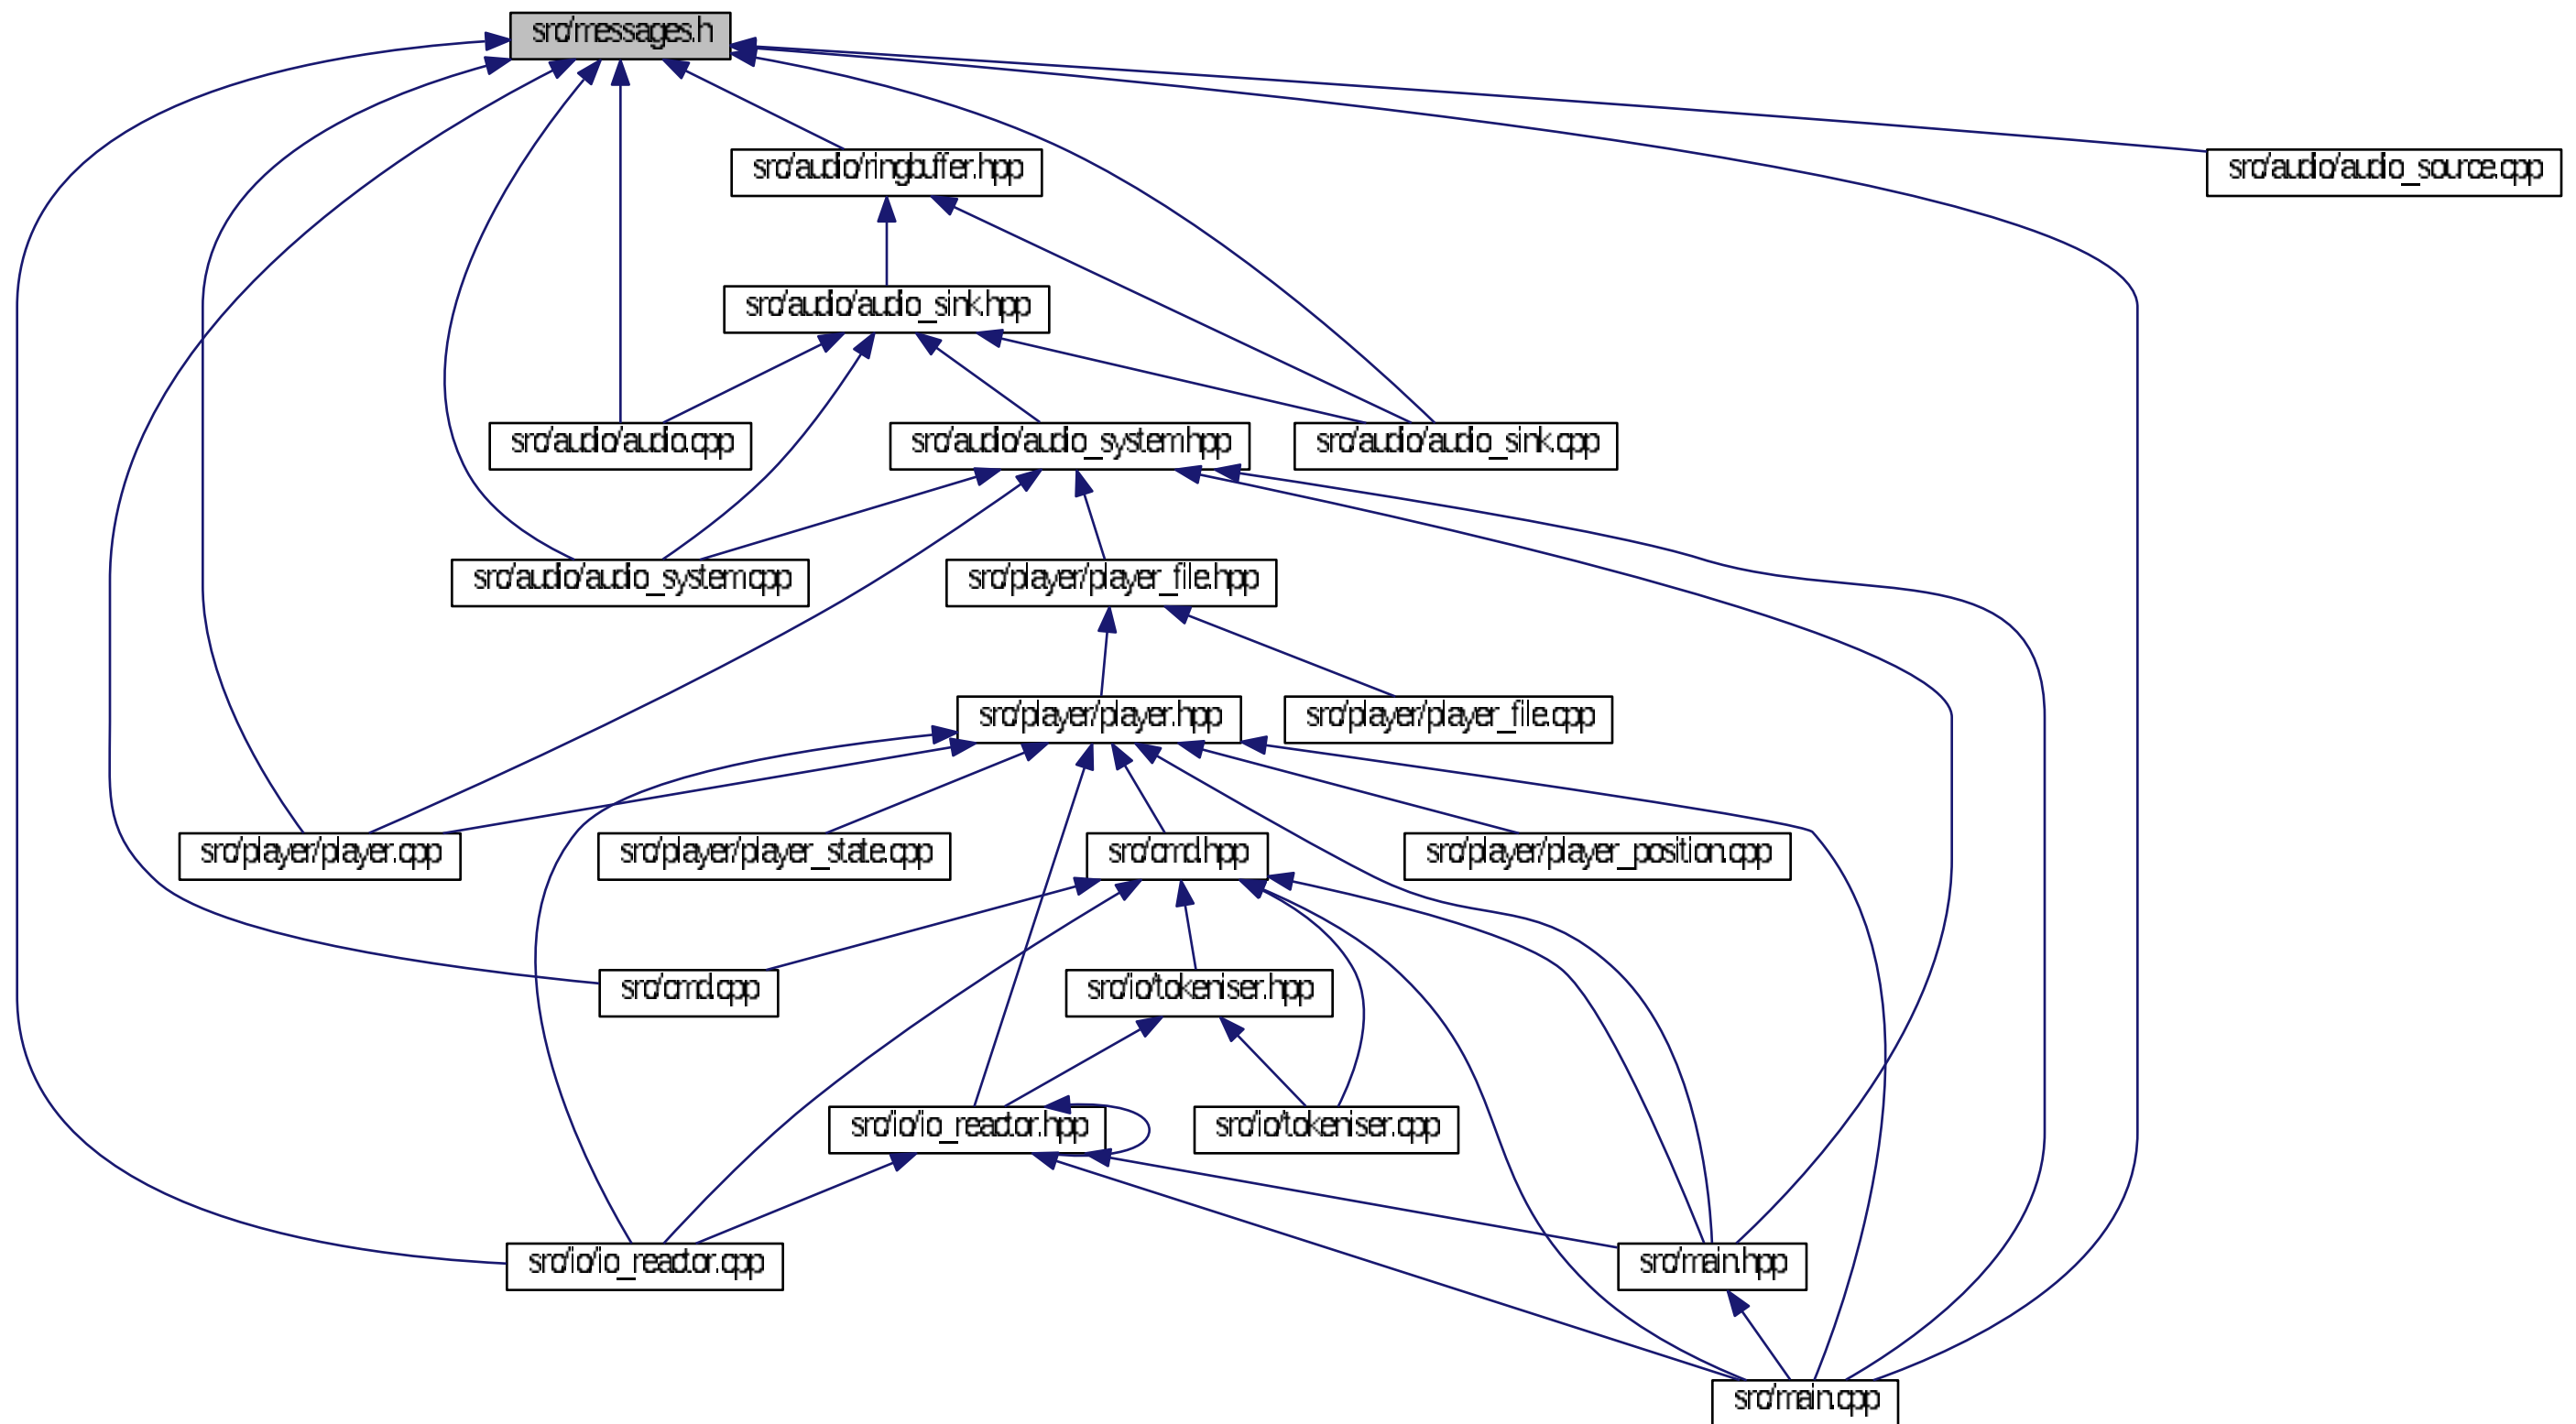 src/messages.h
src/audio/ringbuffer.hpp
src/audio/audio_source.cpp
src/audio/audio_sink.hpp
src/audio/audio.cpp
src/audio/audio_system.hpp
src/audio/audio_sink.cpp
src/audio/audio_system.cpp
src/player/player_file.hpp
src/player/player.hpp
src/player/player_file.cpp
src/player/player.cpp
src/player/player_state.cpp
src/cmd.hpp
src/player/player_position.cpp
src/cmd.cpp
src/io/tokeniser.hpp
src/io/io_reactor.hpp
src/io/tokeniser.cpp
src/io/io_reactor.cpp
src/main.hpp
src/main.cpp